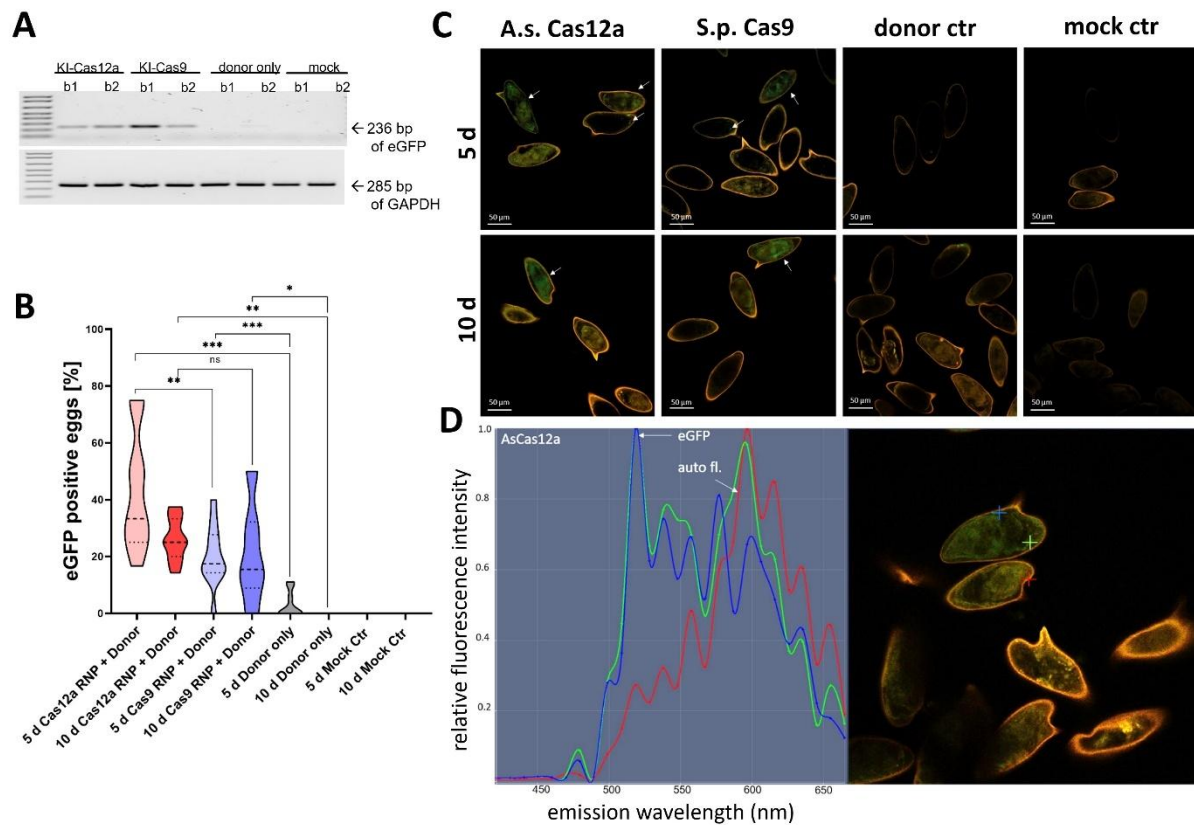 A
KI-Cas12a KI-Cas9 donor only mock
b1 b2 b1 b2 b1 b2 b1 b2
←236 bp
of eGFP
←285 bp
of GAPDH
B
*
**
***
***
ns
**
eGFP positive eggs [%]
100
80
60
40
20
0
5 d Cas12a RNP + Donor
10 d Cas12a RNP + Donor
5 d Cas9 RNP + Donor
10 d Cas9 RNP + Donor
5 d Donor only
10 d Donor only
5 d Mock Ctr
10 d Mock Ctr
C
A.s. Cas12a S.p. Cas9 donor ctr mock ctr
5 d
50 µm 50 µm 50 µm 50 µm
10 d
50 µm 50 µm 50 µm 50 µm
D
AsCas12a
eGFP
auto fl.
relative fluorescence intensity
1.0
0.8
0.6
0.4
0.2
450 500 550 600 650
emission wavelength (nm)